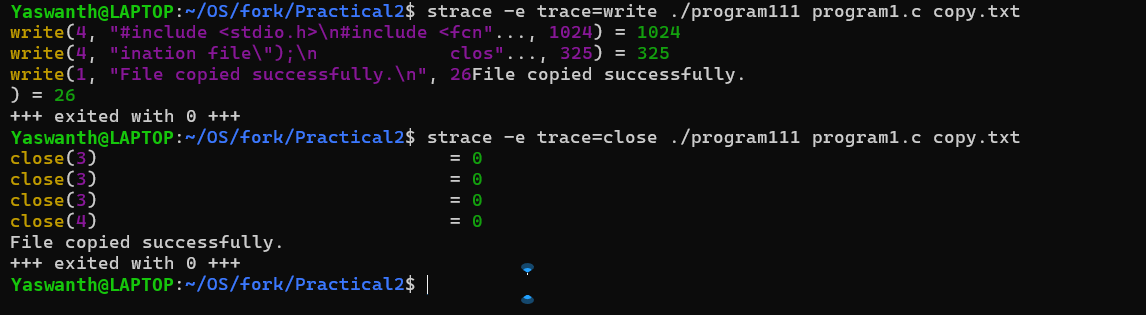 Yaswanth@LAPTOP:~/OS/fork/Practical2$ strace -e trace=write ./program111 program1.c copy.txt
write(4, "#include <stdio.h>\n#include <fcn"..., 1024) = 1024
write(4, "ination file\");\n        clos"..., 325) = 325
write(1, "File copied successfully.\n", 26File copied successfully.
) = 26
+++ exited with 0 +++
Yaswanth@LAPTOP:~/OS/fork/Practical2$ strace -e trace=close ./program111 program1.c copy.txt
close(3)                                = 0
close(3)                                = 0
close(3)                                = 0
close(4)                                = 0
File copied successfully.
+++ exited with 0 +++
Yaswanth@LAPTOP:~/OS/fork/Practical2$